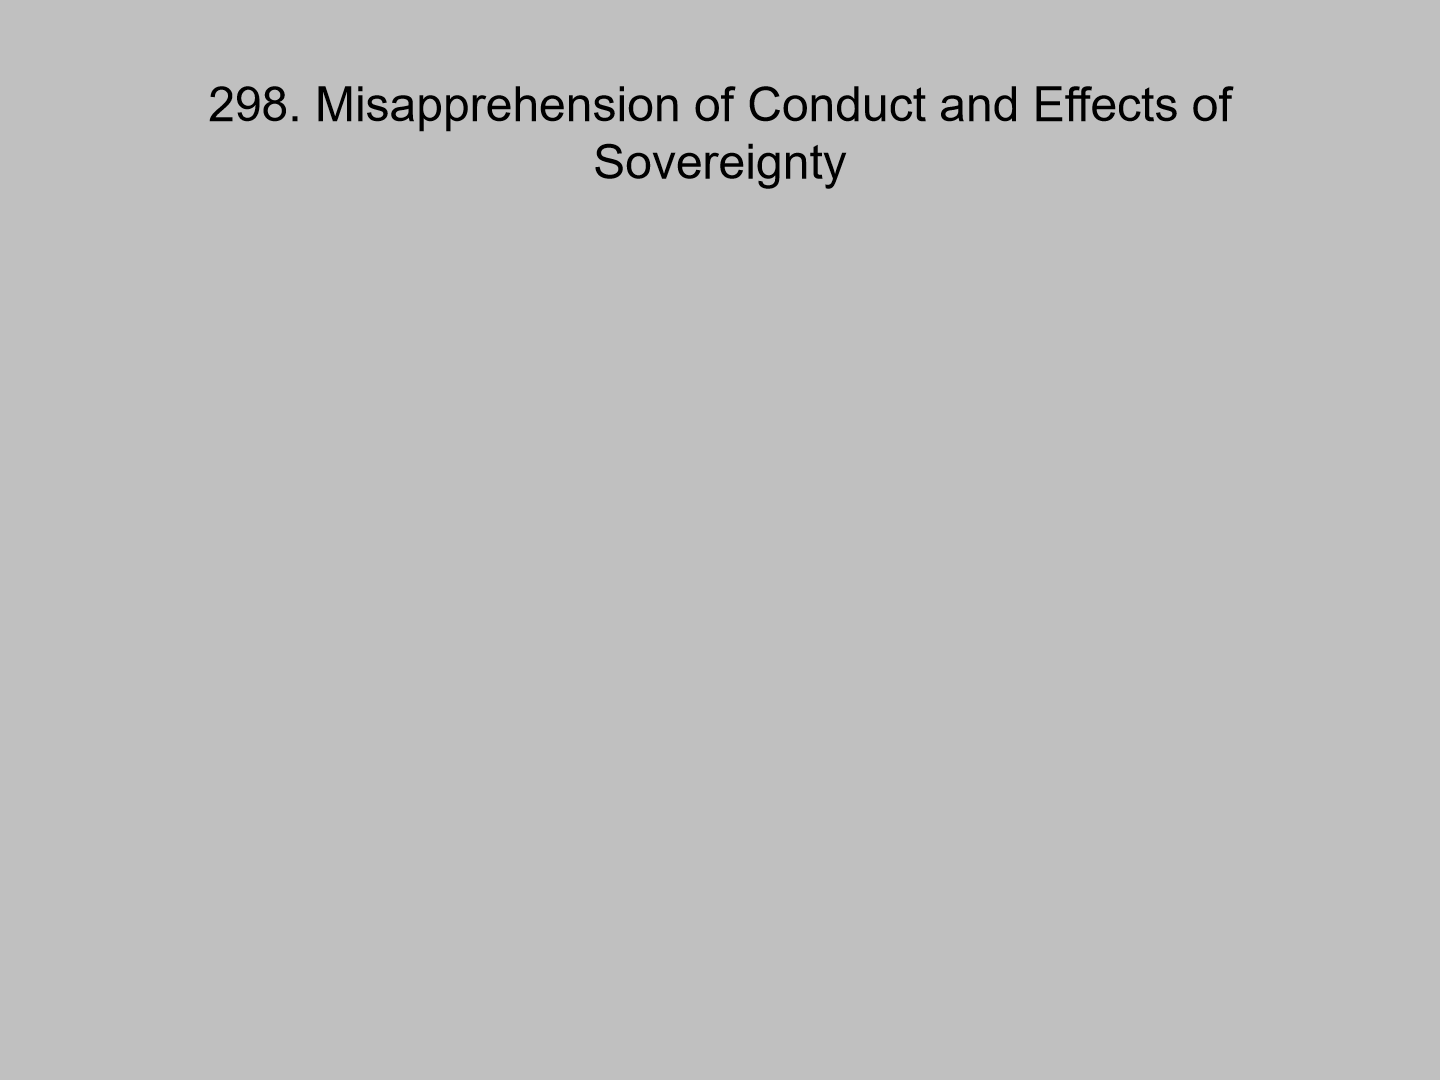 298. Misapprehension of Conduct and Effects of
Sovereignty